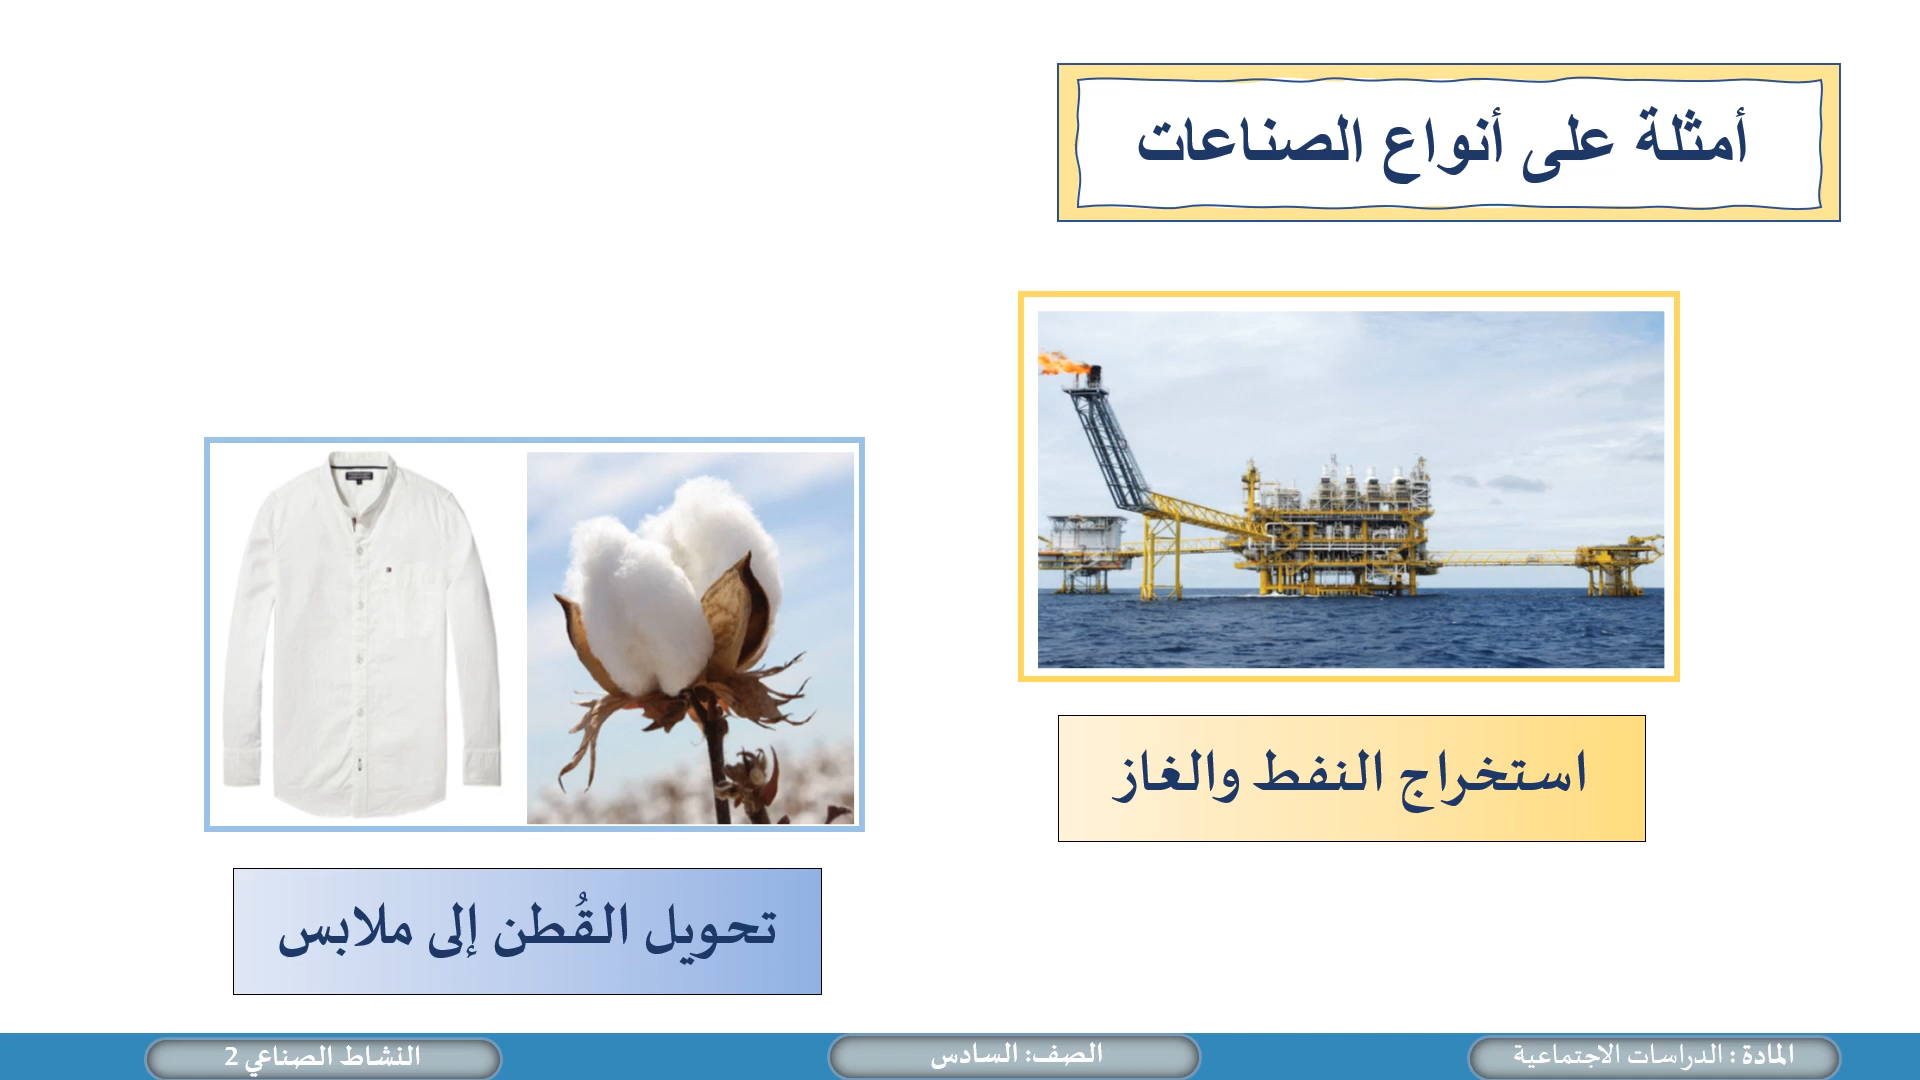 أمثلة على أنواع الصناعات
استخراج النفط والغاز
تحويل القُطن إلى ملابس
المادة : الدراسات الاجتماعية
الصف: السادس
النشاط الصناعي 2